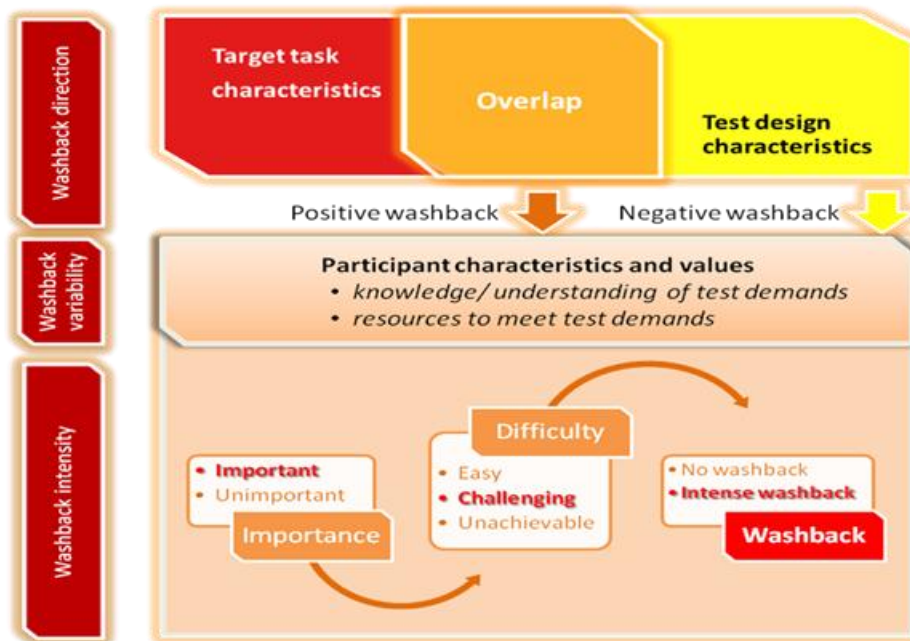 Washback direction
Target task
characteristics
Overlap
Test design
characteristics
Positive washback
Negative washback
Washback
variability
Participant characteristics and values
• knowledge/ understanding of test demands
• resources to meet test demands
Washback intensity
• Important
• Unimportant
Importance
Difficulty
• Easy
• Challenging
• Unachievable
• No washback
• Intense washback
Washback